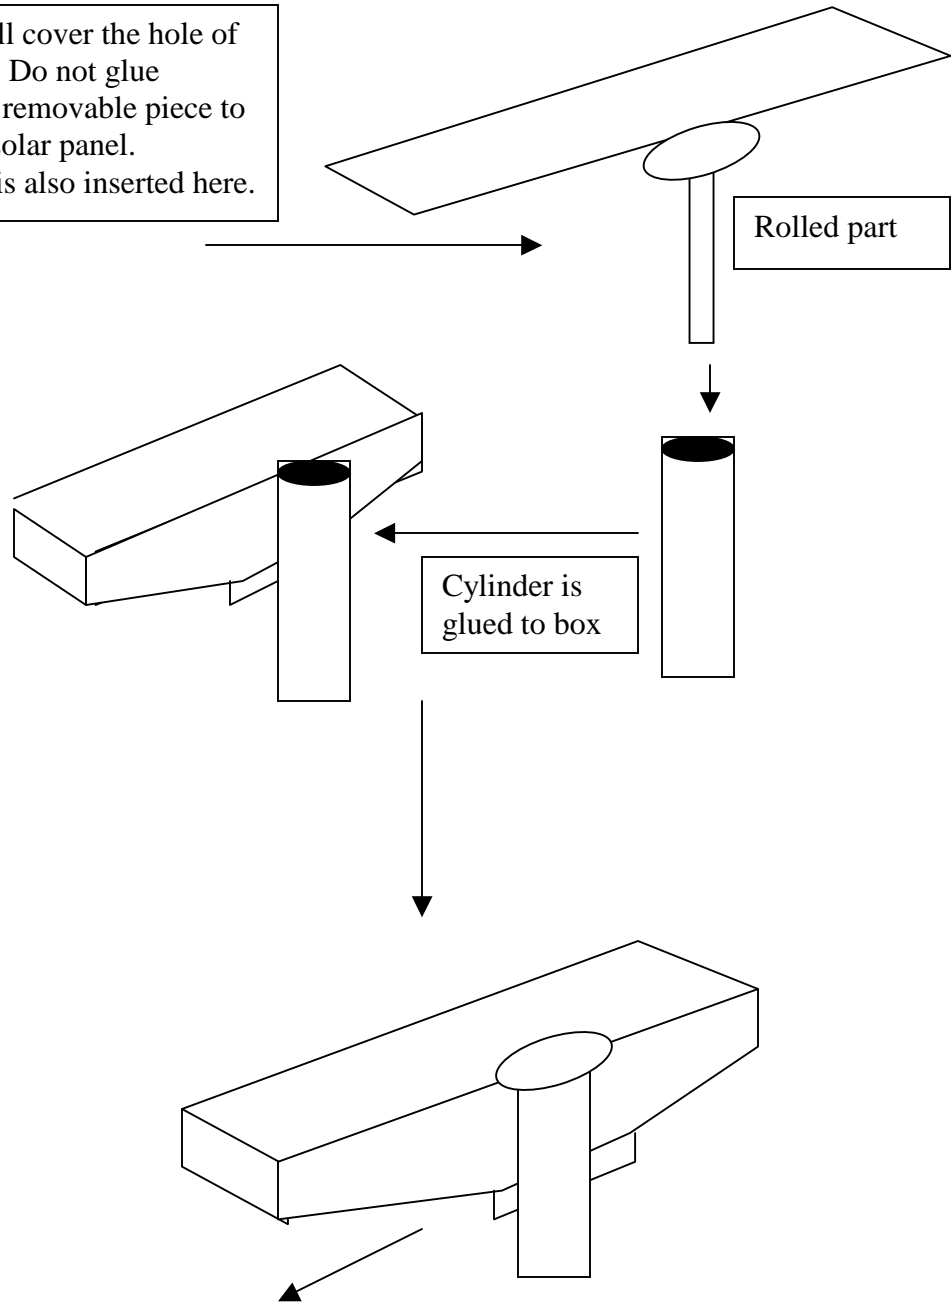 ll cover the hole of
Do not glue
removable piece to
olar panel.
is also inserted here.
Rolled part
Cylinder is
glued to box